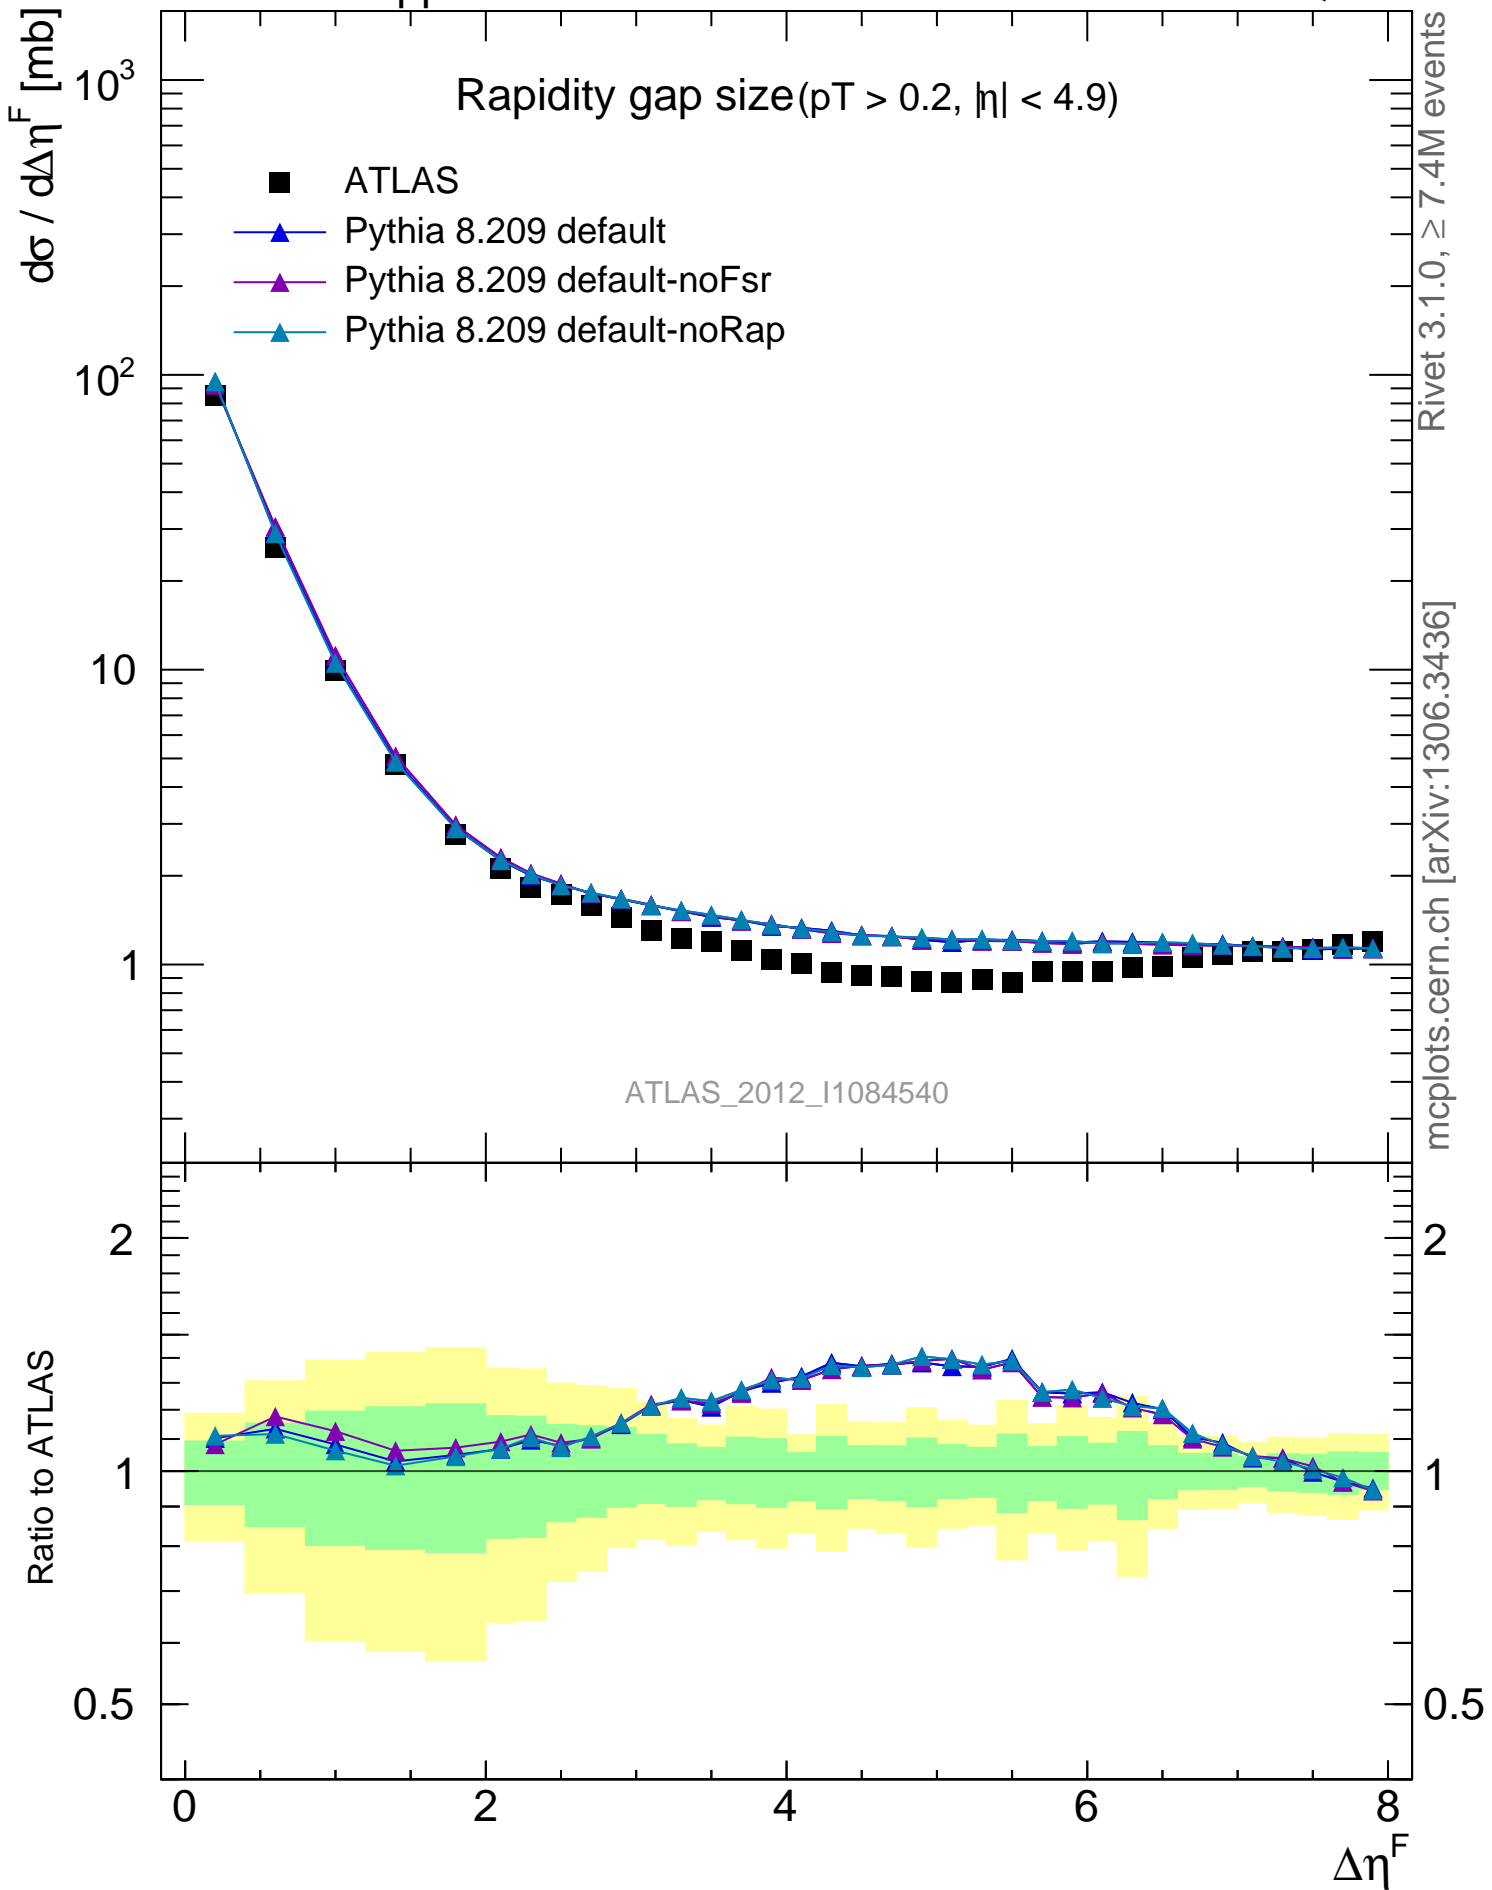 dσ / dΔη^F [mb]
Rapidity gap size (pT > 0.2, |η| < 4.9)
ATLAS
Pythia 8.209 default
Pythia 8.209 default-noFsr
Pythia 8.209 default-noRap
10^3
10^2
10
1
ATLAS_2012_I1084540
Rivet 3.1.0, ≥ 7.4M events
mcplots.cern.ch [arXiv:1306.3436]
Ratio to ATLAS
2
1
0.5
2
1
0.5
0 2 4 6 8
Δη^F